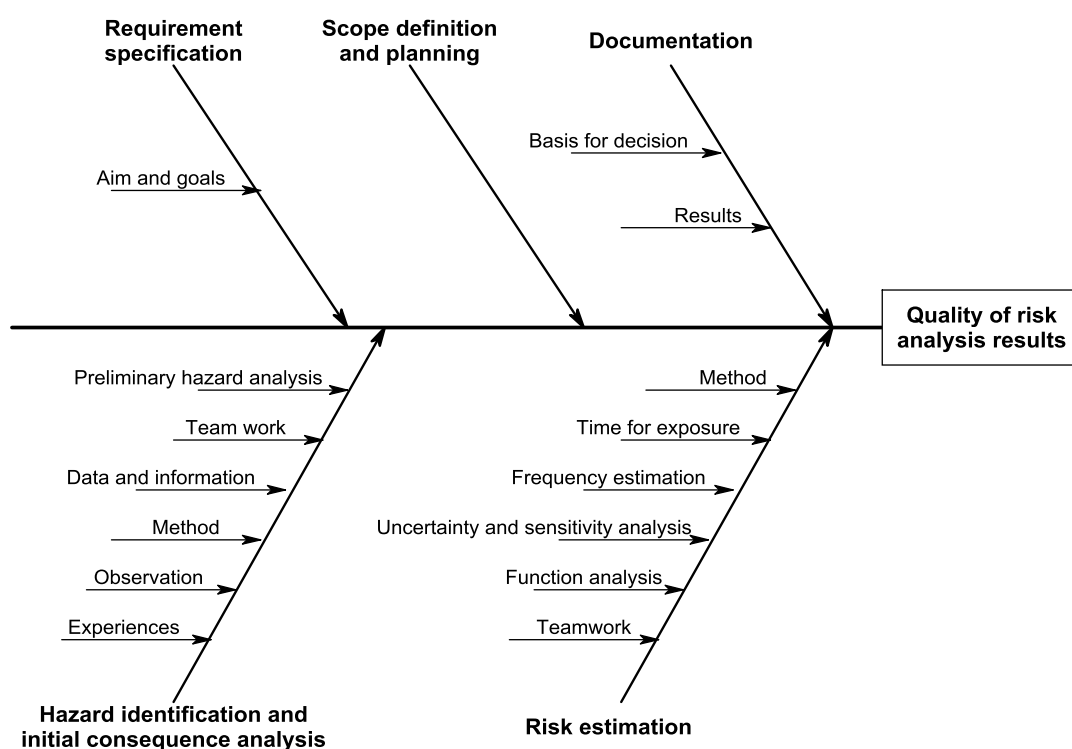 Requirement
specification
Scope definition
and planning
Documentation
Basis for decision
Aim and goals
Results
Quality of risk
analysis results
Preliminary hazard analysis
Method
Team work
Time for exposure
Data and information
Frequency estimation
Method
Uncertainty and sensitivity analysis
Observation
Function analysis
Experiences
Teamwork
Hazard identification and
initial consequence analysis
Risk estimation